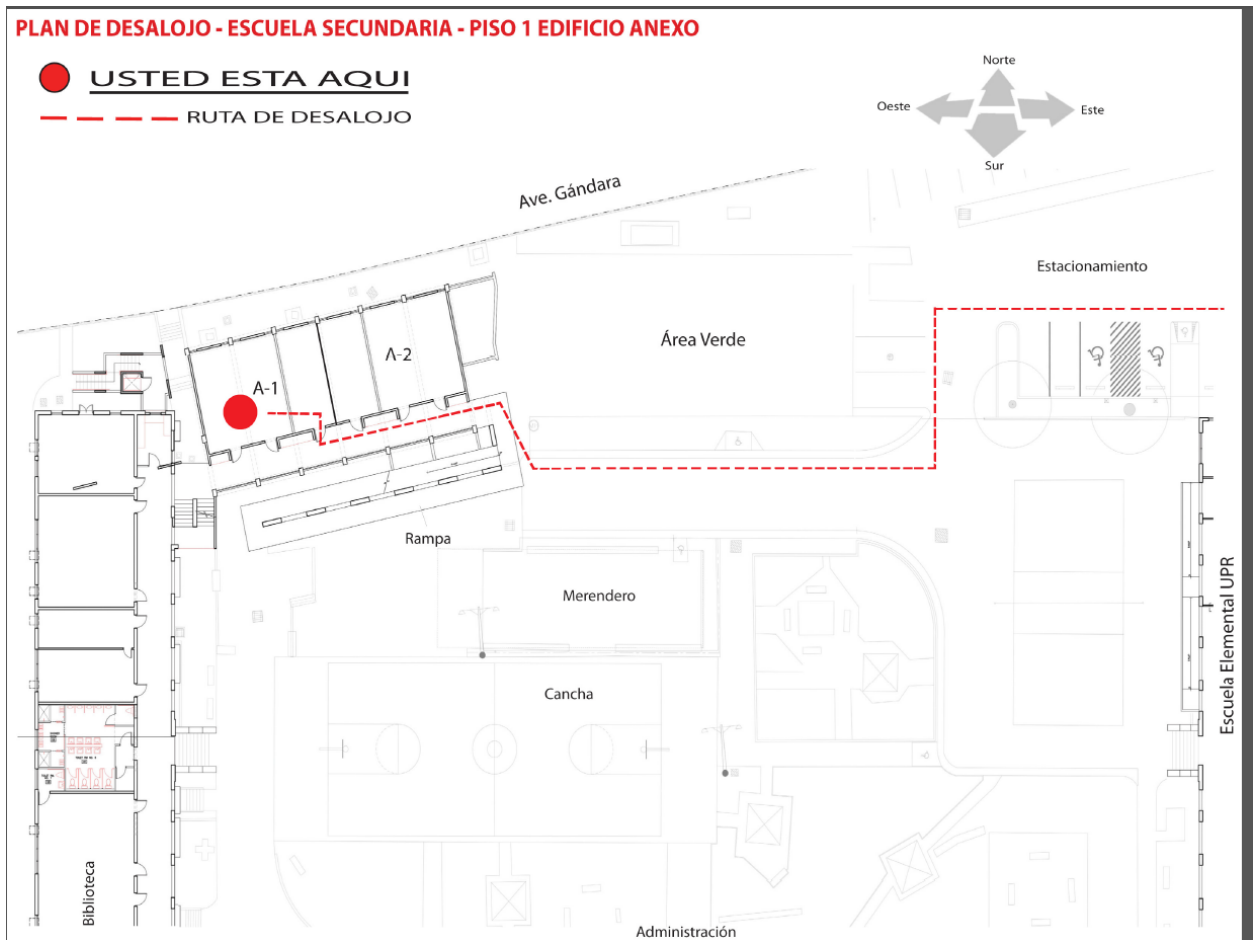 PLAN DE DESALOJO - ESCUELA SECUNDARIA - PISO 1 EDIFICIO ANEXO
USTED ESTA AQUI
RUTA DE DESALOJO
Norte
Oeste
Este
Sur
Ave. Gándara
Estacionamiento
Área Verde
A-2
A-1
Rampa
Merendero
Escuela Elemental UPR
Cancha
Biblioteca
Administración